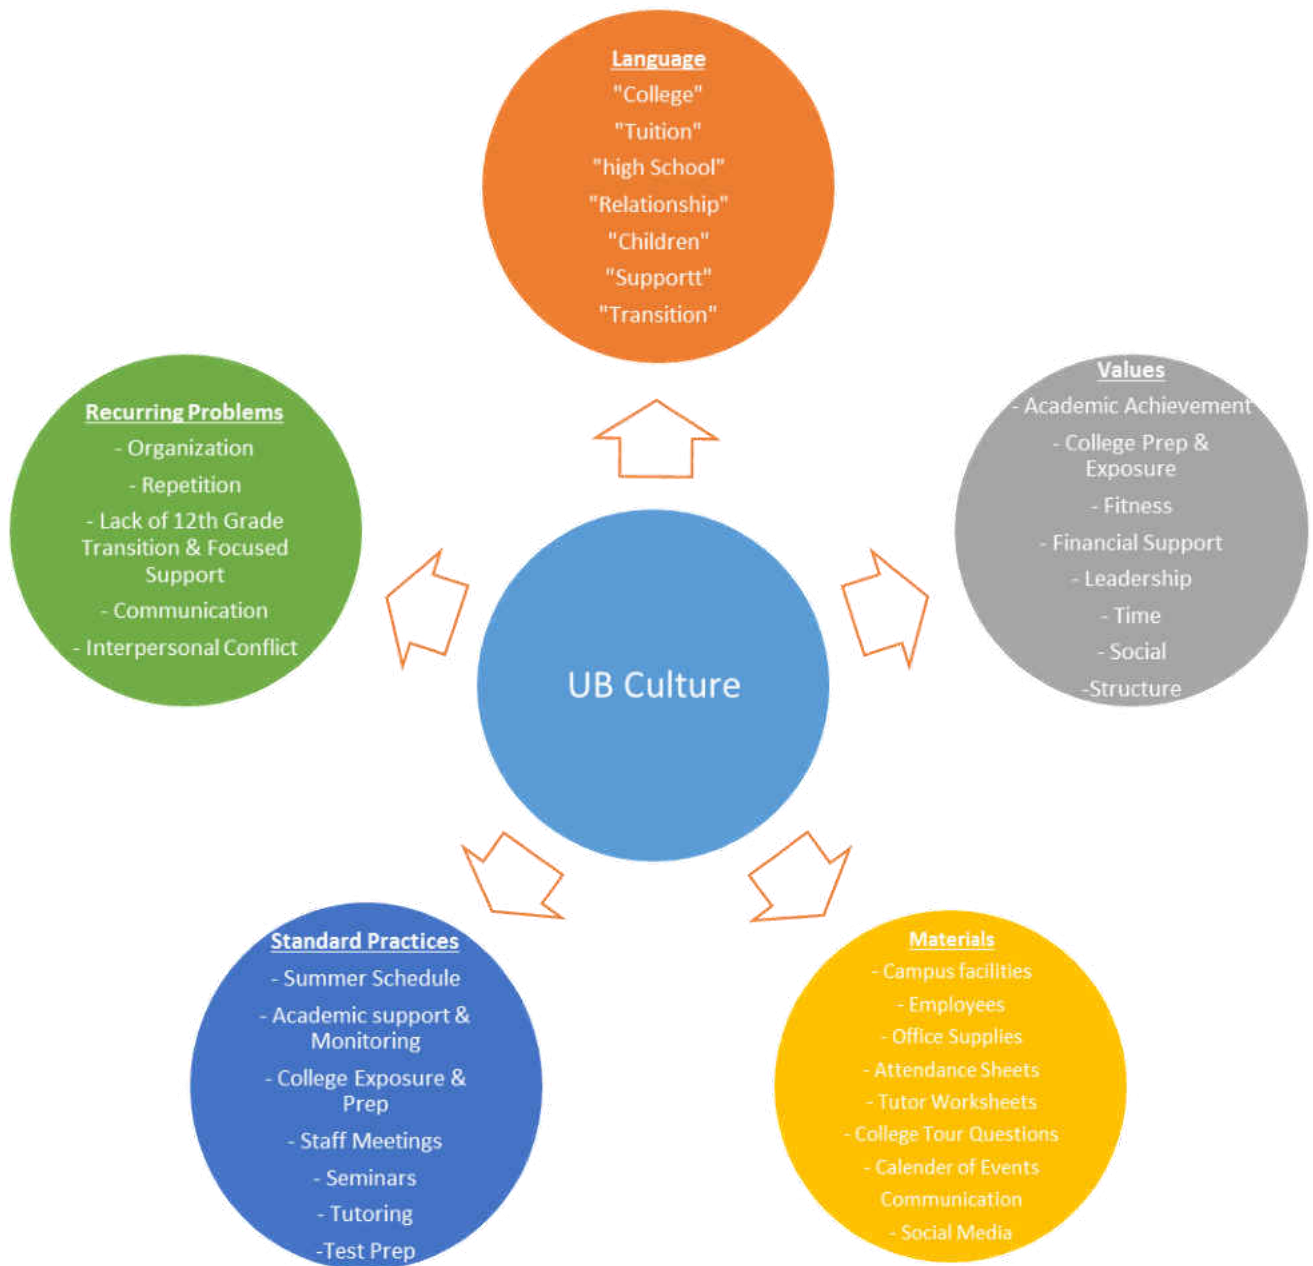 Language
"College"
"Tuition"
"high School"
"Relationship"
"Children"
"Supportt"
"Transition"
Values
- Academic Achievement
- College Prep &
Exposure
- Fitness
- Financial Support
- Leadership
- Time
- Social
-Structure
Recurring Problems
- Organization
- Repetition
- Lack of 12th Grade
Transition & Focused
Support
- Communication
- Interpersonal Conflict
UB Culture
Standard Practices
- Summer Schedule
- Academic support &
Monitoring
- College Exposure &
Prep
- Staff Meetings
- Seminars
- Tutoring
-Test Prep
Materials
- Campus facilities
- Employees
- Office Supplies
- Attendance Sheets
- Tutor Worksheets
- College Tour Questions
- Calender of Events
Communication
- Social Media